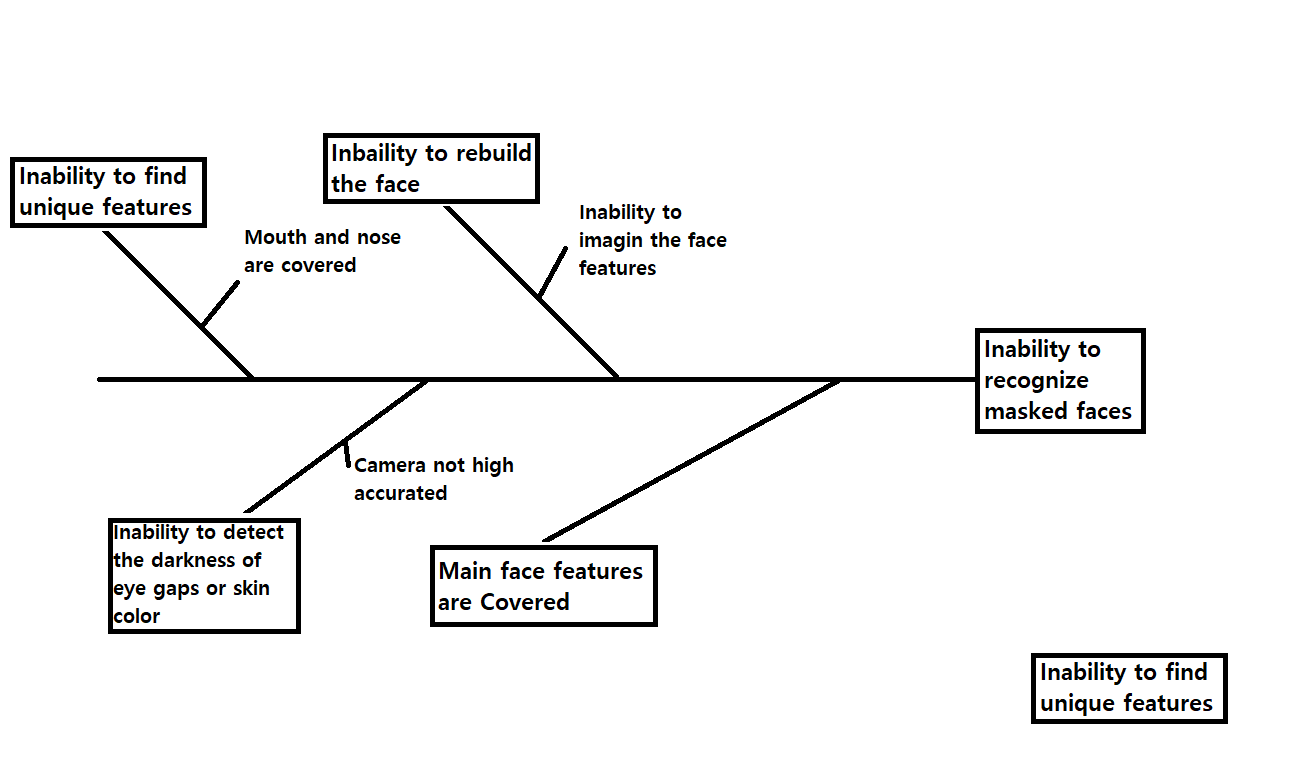 Inability to find
unique features
Inbaility to rebuild
the face
Mouth and nose
are covered
Inability to
imagin the face
features
Inability to
recognize
masked faces
Camera not high
accurated
Inability to detect
the darkness of
eye gaps or skin
color
Main face features
are Covered
Inability to find
unique features